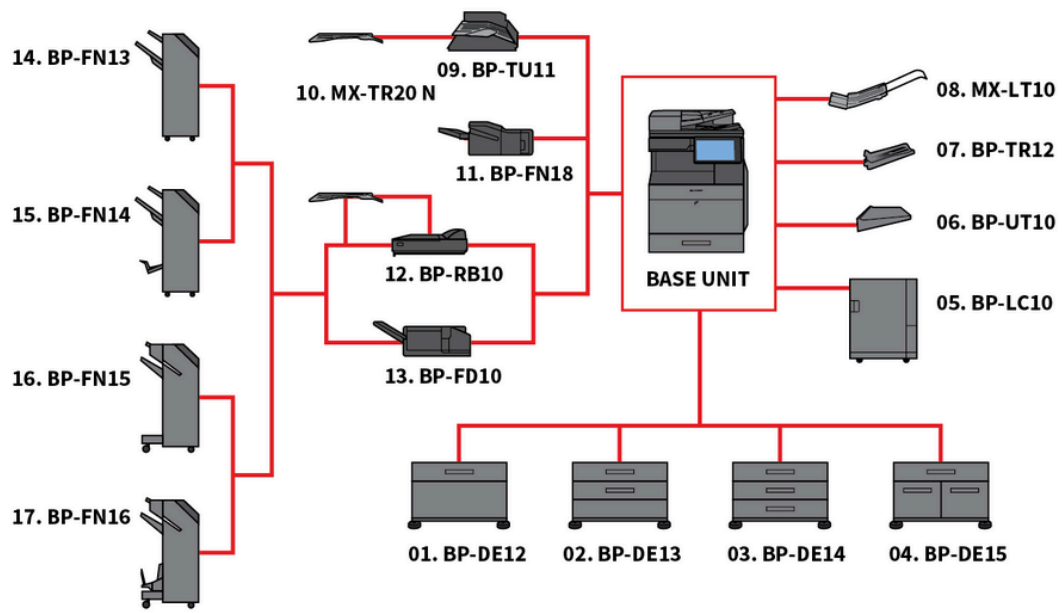 14. BP-FN13
10. MX-TR20 N
09. BP-TU11
08. MX-LT10
07. BP-TR12
11. BP-FN18
15. BP-FN14
06. BP-UT10
12. BP-RB10
BASE UNIT
05. BP-LC10
16. BP-FN15
13. BP-FD10
17. BP-FN16
01. BP-DE12
02. BP-DE13
03. BP-DE14
04. BP-DE15